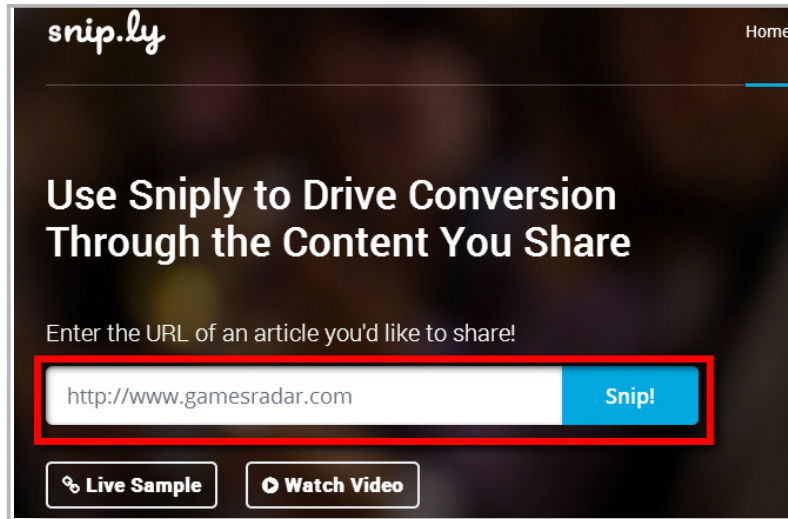 snip.ly
Home
Use Sniply to Drive Conversion
Through the Content You Share
Enter the URL of an article you'd like to share!
http://www.gamesradar.com
Snip!
Live Sample
Watch Video